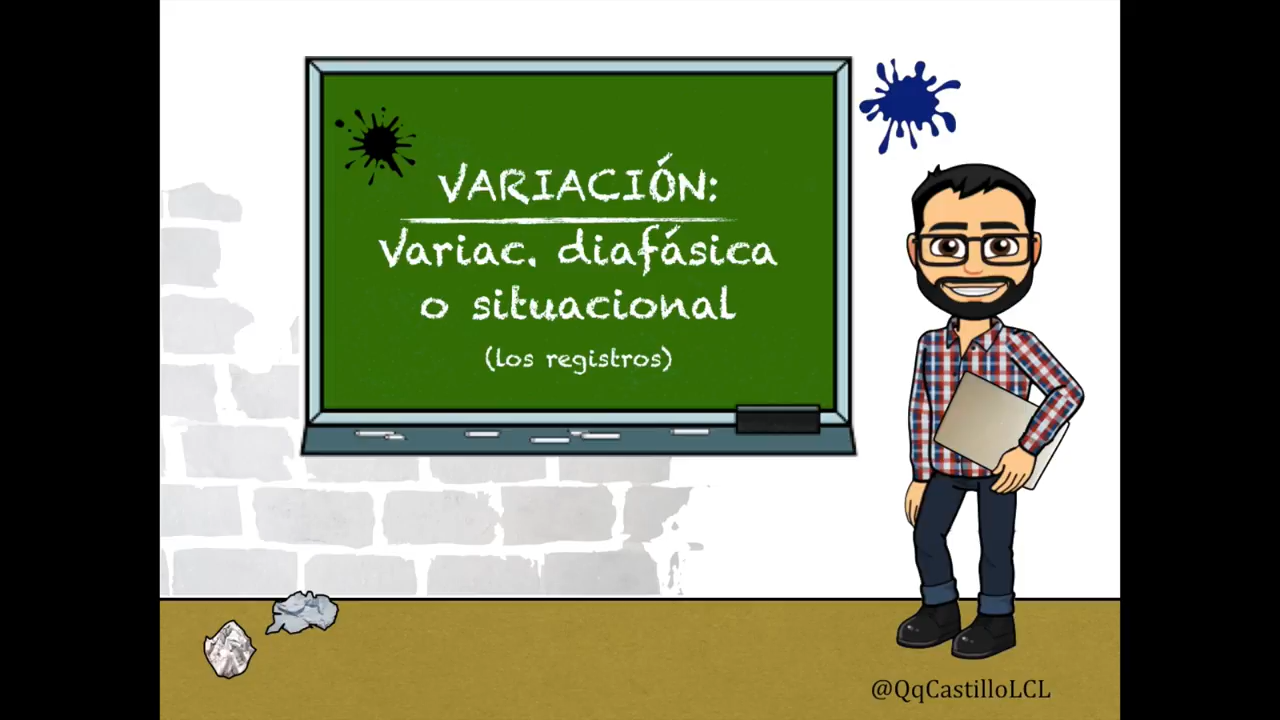 VARIACIÓN:
Variac. diafásica
o situacional
(los registros)
@QqCastilloLCL